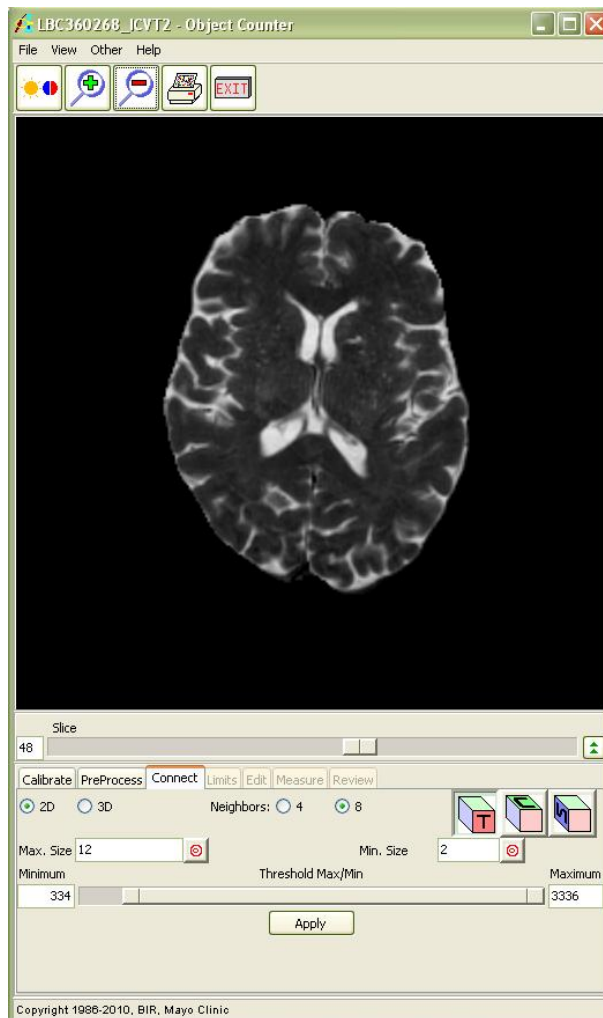 LBC360268_ICVT2 - Object Counter
File View Other Help
EXIT
Slice
48
Calibrate PreProcess Connect Limits Edit Measure Review
2D 3D Neighbors: 4 8
T C S
Max. Size 12 Min. Size 2
Minimum Threshold Max/Min Maximum
334 3336
Apply
Copyright 1986-2010, BIR, Mayo Clinic